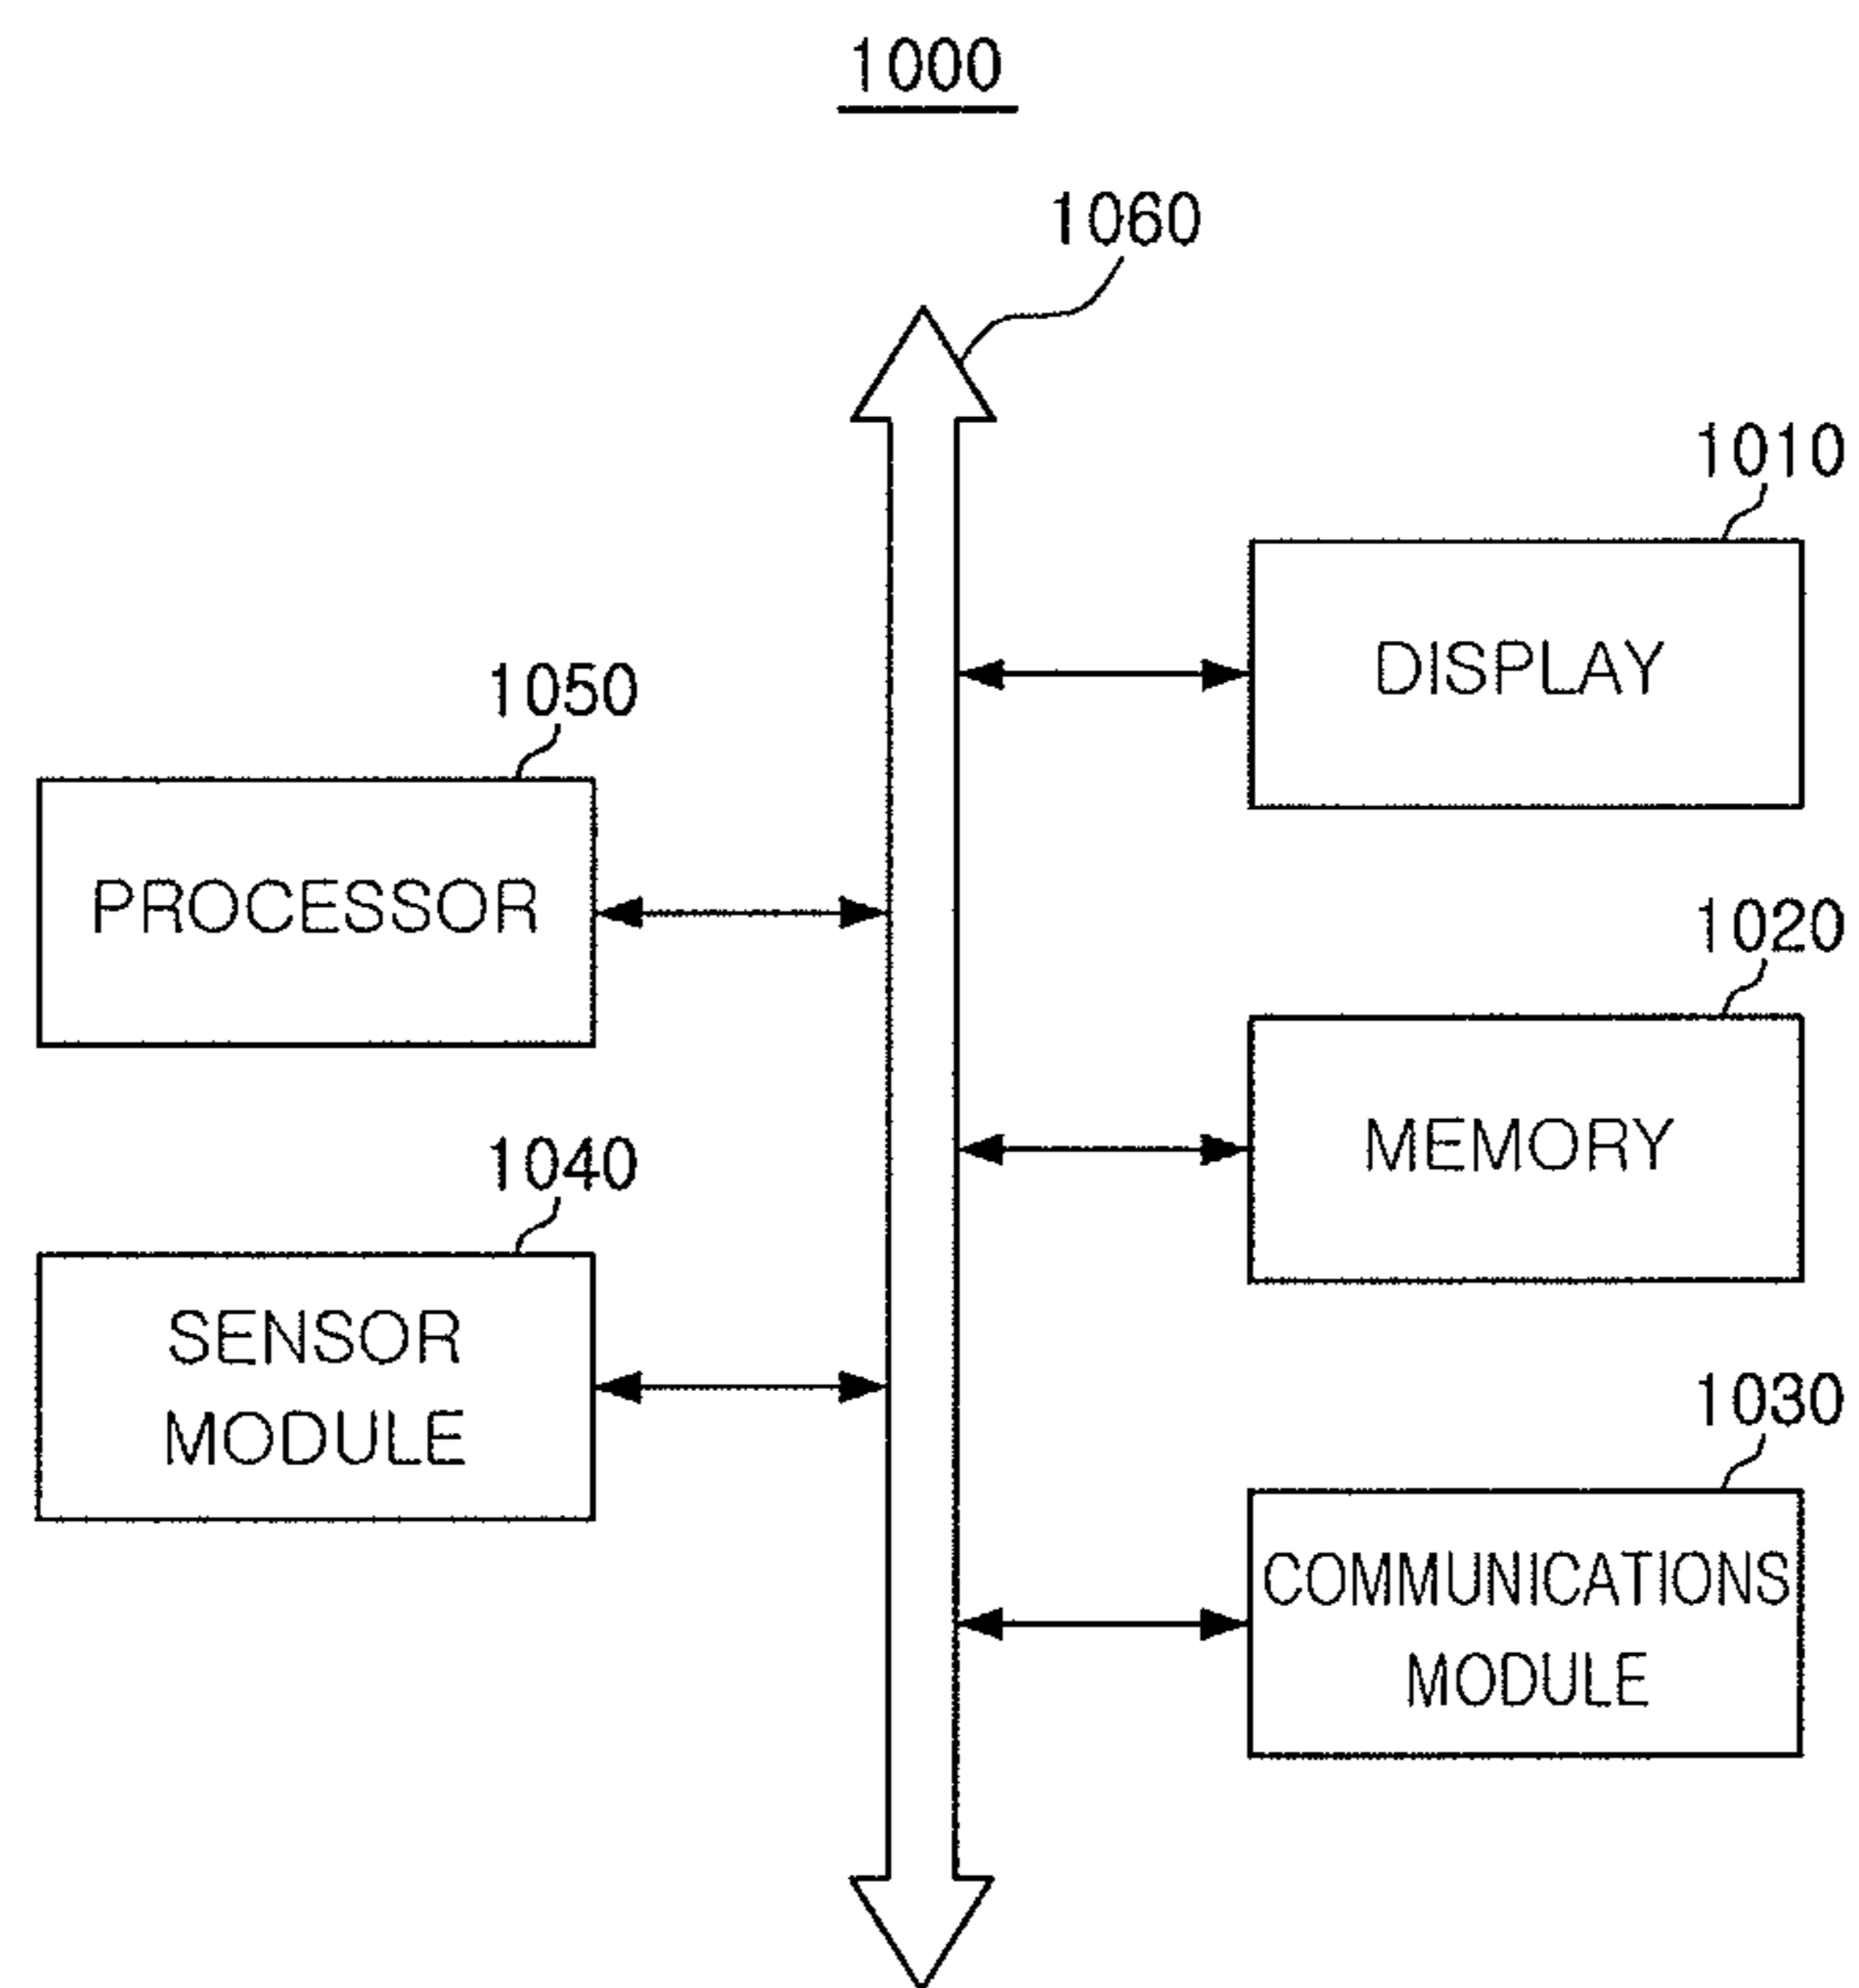 1000
1060
1010
DISPLAY
1050
PROCESSOR
1020
MEMORY
1040
SENSOR
MODULE
1030
COMMUNICATIONS
MODULE